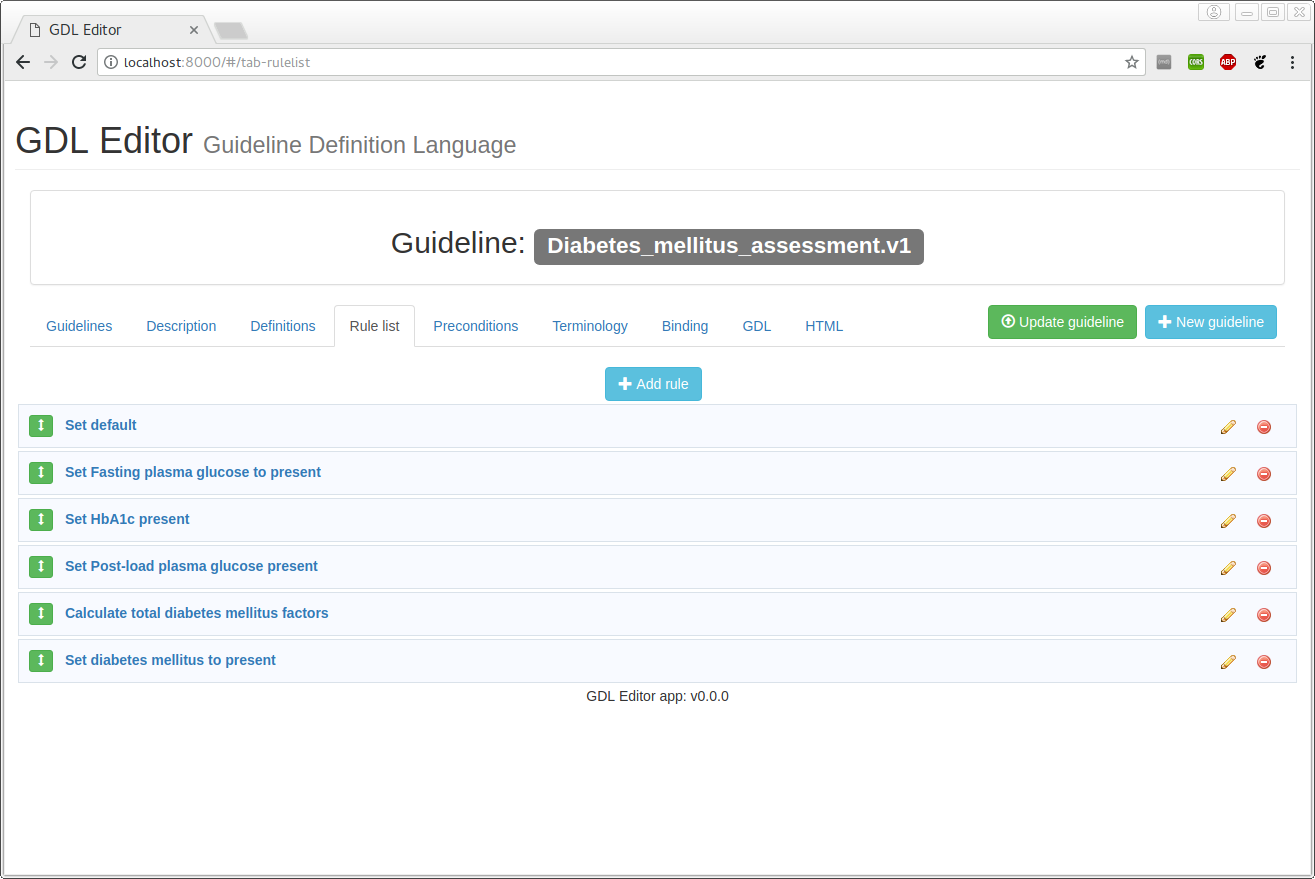 GDL Editor
localhost:8000/#/tab-rulelist
CORS
ABP
GDL Editor Guideline Definition Language
Guideline: Diabetes_mellitus_assessment.v1
Guidelines Description Definitions Rule list Preconditions Terminology Binding GDL HTML Update guideline New guideline
Add rule
Set default
Set Fasting plasma glucose to present
Set HbA1c present
Set Post-load plasma glucose present
Calculate total diabetes mellitus factors
Set diabetes mellitus to present
GDL Editor app: v0.0.0